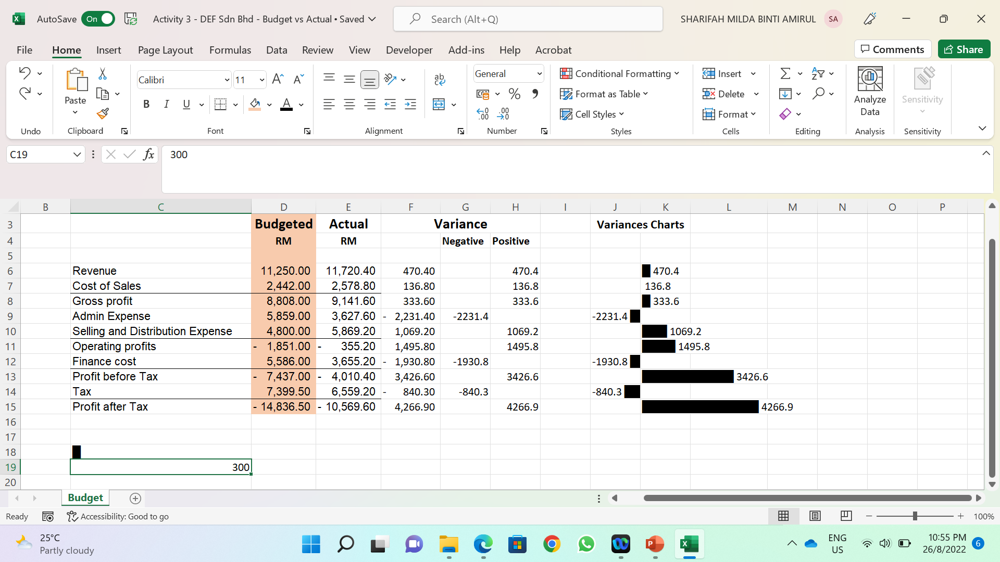 AutoSave On Activity 3 - DEF Sdn Bhd - Budget vs Actual • Saved Search (Alt+Q) SHARIFAH MILDA BINTI AMIRUL SA
File Home Insert Page Layout Formulas Data Review View Developer Add-ins Help Acrobat Comments Share
Calibri 11 General Conditional Formatting Insert
Paste Format as Table Delete Analyze Data Sensitivity
B I U A % Cell Styles Format
Undo Clipboard Font Alignment Number Styles Cells Editing Analysis Sensitivity
C19 fx 300
B C D E F G H I J K L M N O P
3 Budgeted Actual Variance Variances Charts
4 RM RM Negative Positive
5
6 Revenue 11,250.00 11,720.40 470.40 470.4 470.4
7 Cost of Sales 2,442.00 2,578.80 136.80 136.8 136.8
8 Gross profit 8,808.00 9,141.60 333.60 333.6 333.6
9 Admin Expense 5,859.00 3,627.60 - 2,231.40 -2231.4 -2231.4
10 Selling and Distribution Expense 4,800.00 5,869.20 1,069.20 1069.2 1069.2
11 Operating profits - 1,851.00 - 355.20 1,495.80 1495.8 1495.8
12 Finance cost 5,586.00 3,655.20 - 1,930.80 -1930.8 -1930.8
13 Profit before Tax - 7,437.00 - 4,010.40 3,426.60 3426.6 3426.6
14 Tax 7,399.50 6,559.20 - 840.30 -840.3 -840.3
15 Profit after Tax - 14,836.50 - 10,569.60 4,266.90 4266.9 4266.9
16
17
18
19 300
20
Budget
Ready Accessibility: Good to go 100%
25°C
Partly cloudy
ENG
US
10:55 PM
26/8/2022
6